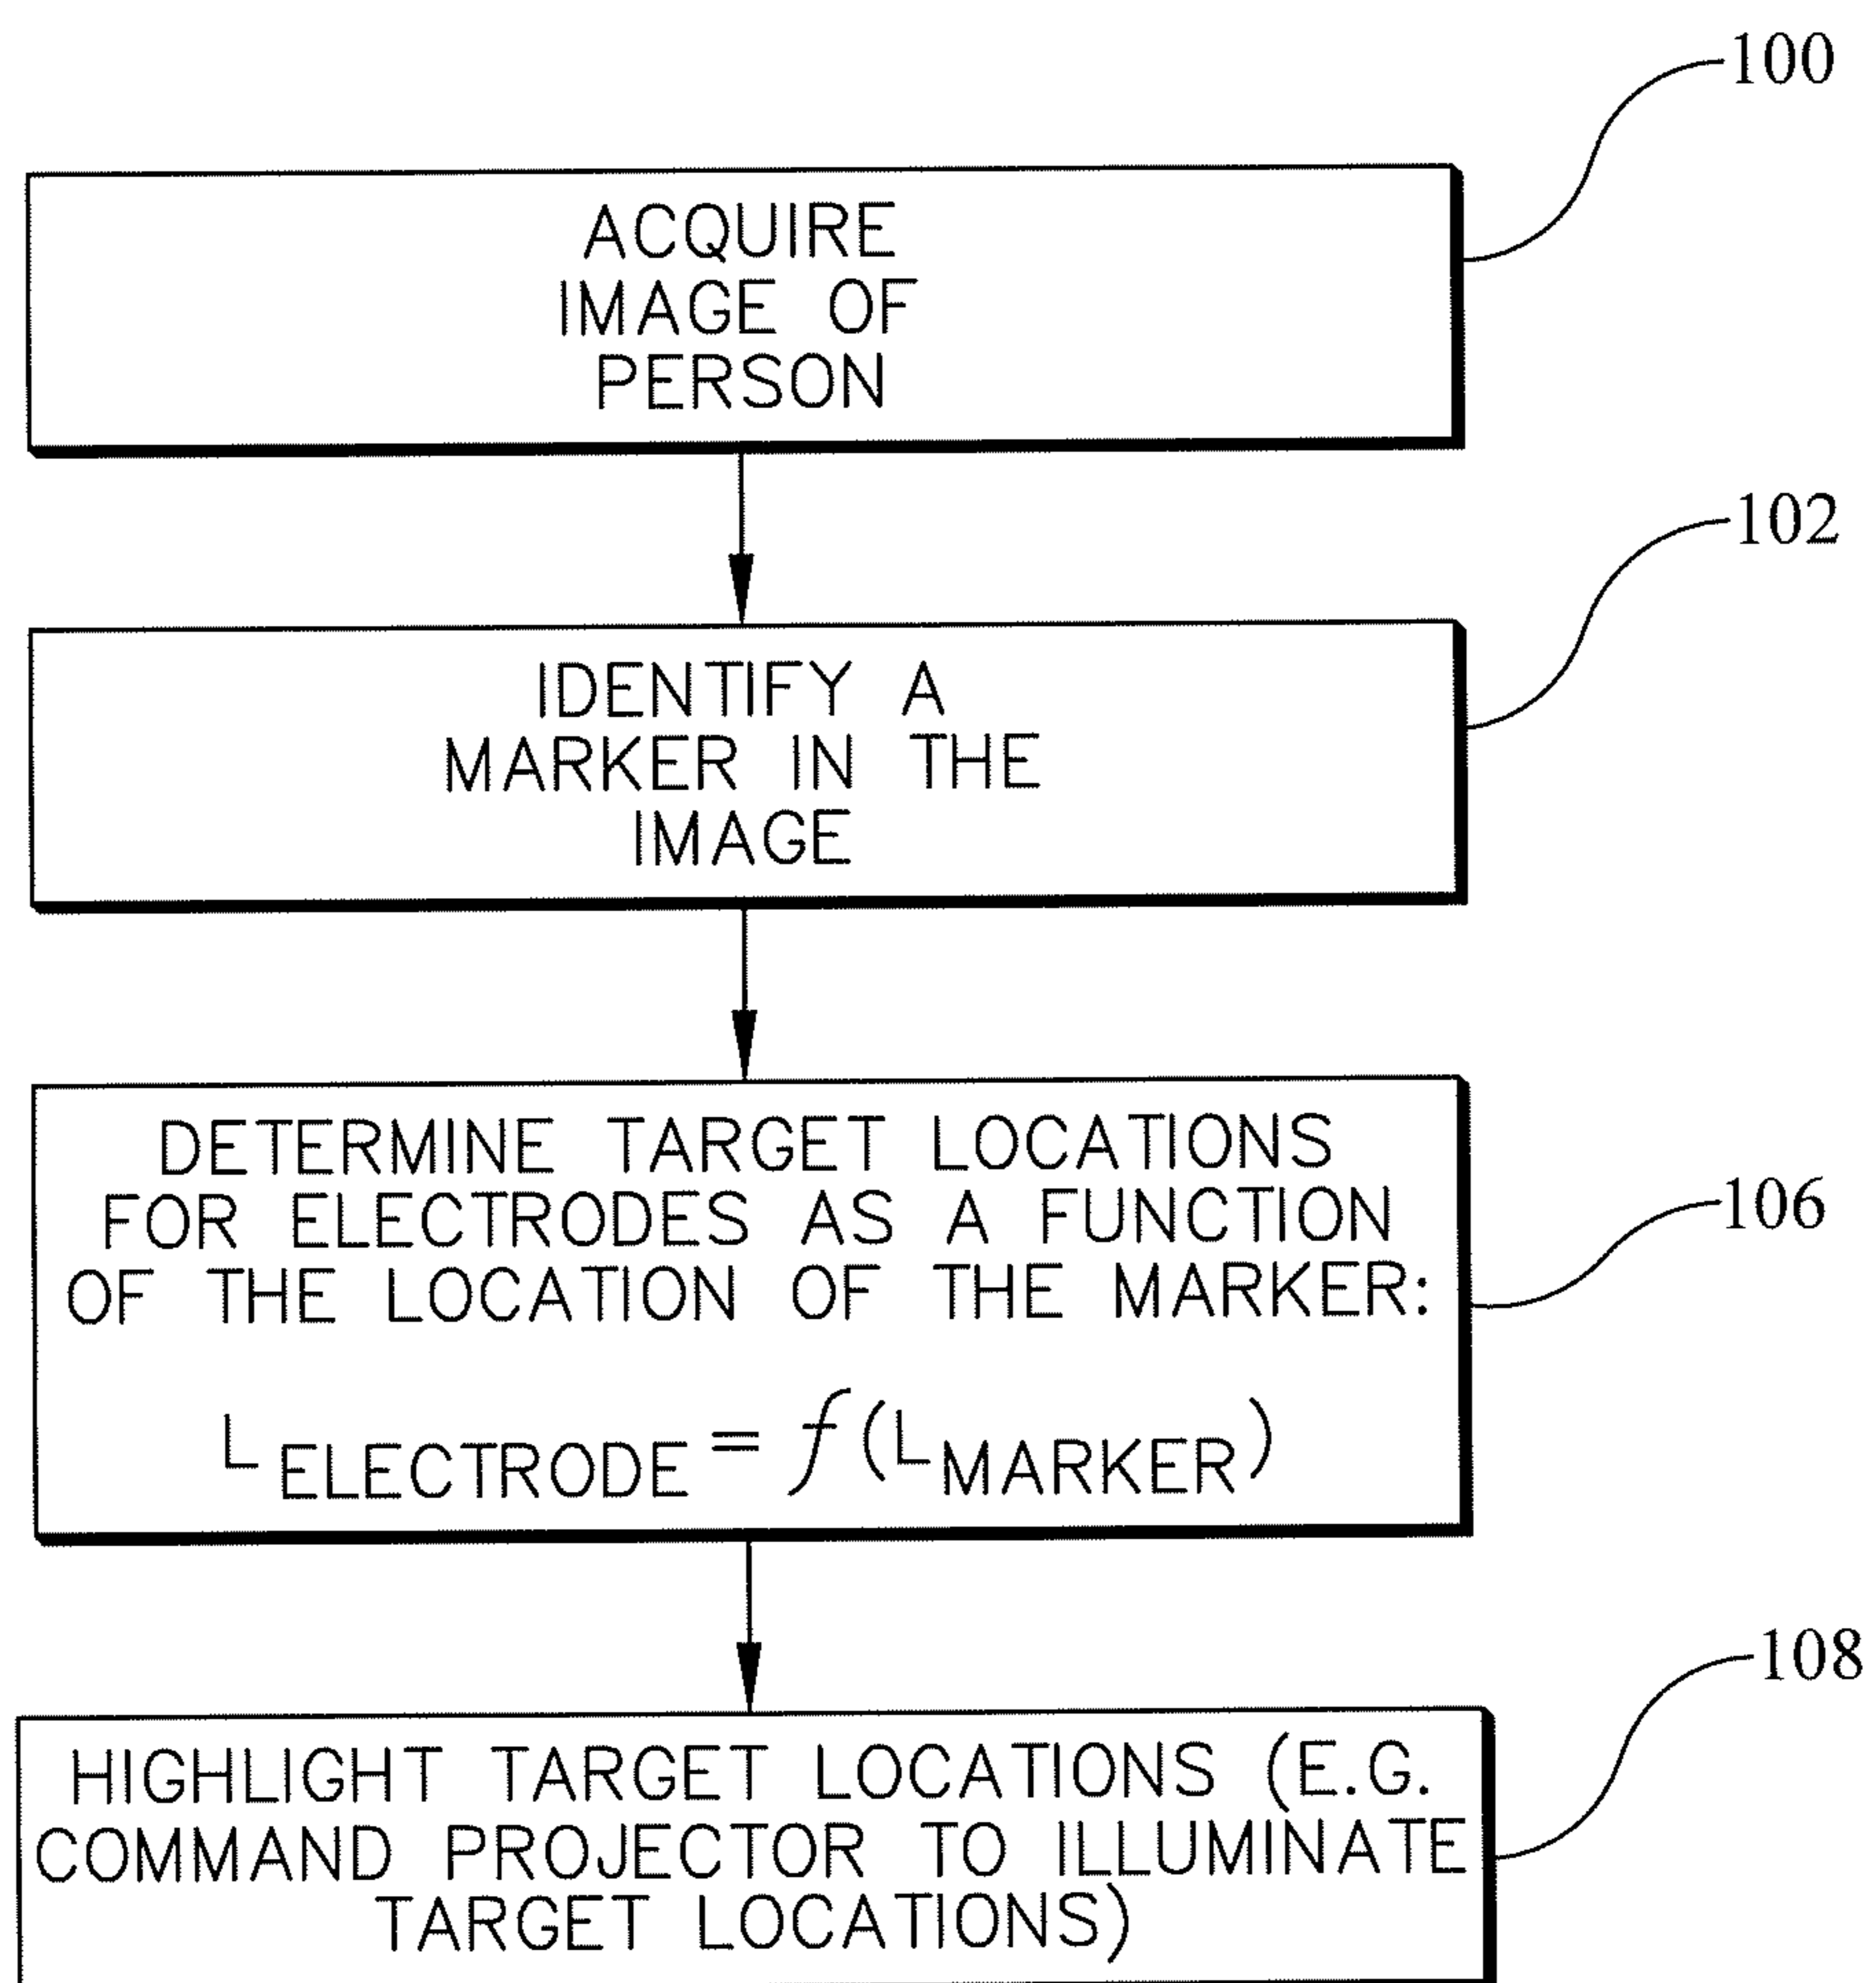 100
ACQUIRE
IMAGE OF
PERSON
102
IDENTIFY A
MARKER IN THE
IMAGE
DETERMINE TARGET LOCATIONS
FOR ELECTRODES AS A FUNCTION
OF THE LOCATION OF THE MARKER:
106
L ELECTRODE = f(L MARKER)
108
HIGHLIGHT TARGET LOCATIONS (E.G.
COMMAND PROJECTOR TO ILLUMINATE
TARGET LOCATIONS)